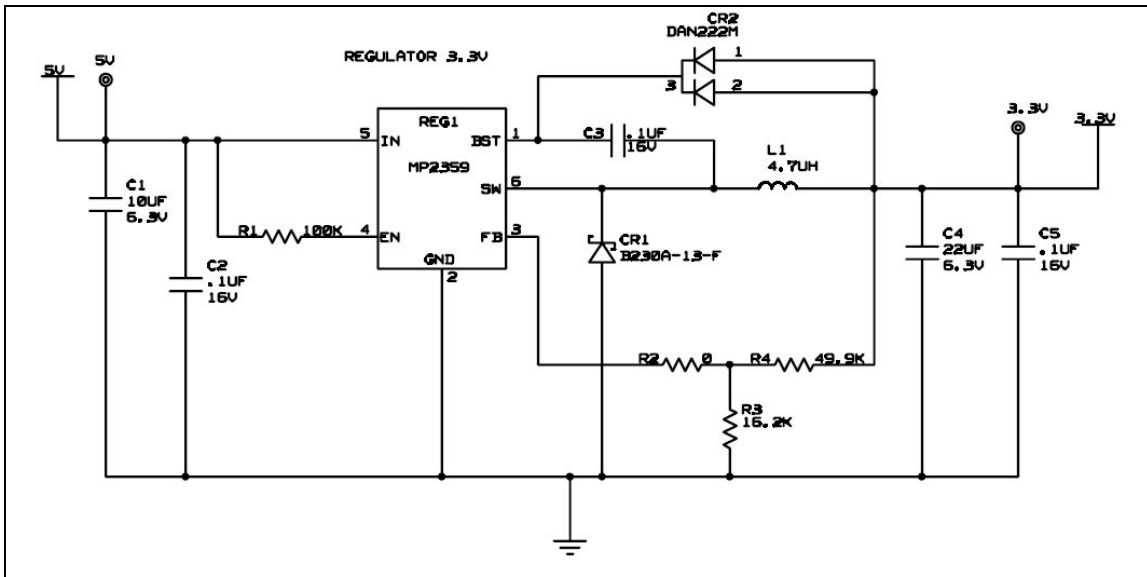 CR2
DAN222M
5V
5V
REGULATOR 3.3V
1
3
2
REG1
5
IN
BST
1
C3
.1UF
16V
3.3V
3.3V
MP2359
L1
4.7UH
SW
6
C1
10UF
6.3V
R1
100K
4
EN
FB
3
CR1
B230A-13-F
C4
22UF
6.3V
C5
.1UF
16V
GND
2
C2
.1UF
16V
R2
0
R4
49.9K
R3
16.2K